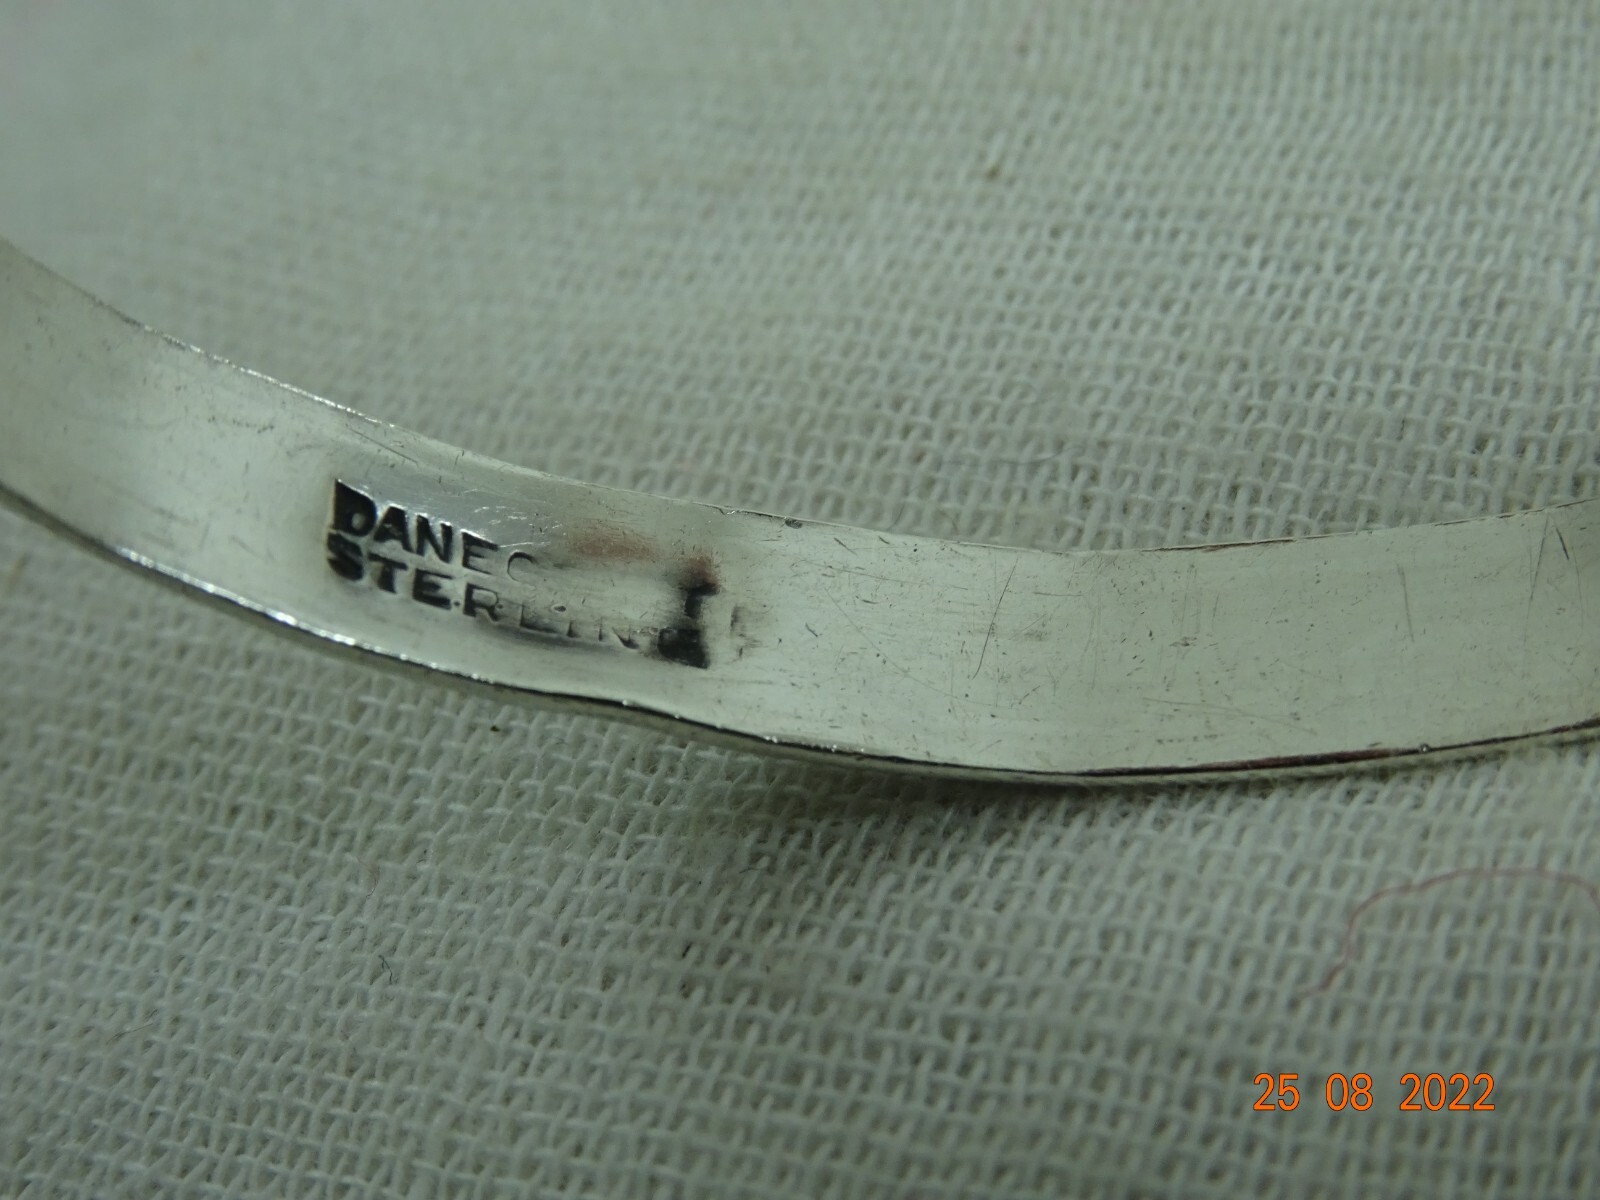 DANEC
STERLING
25 08 2022